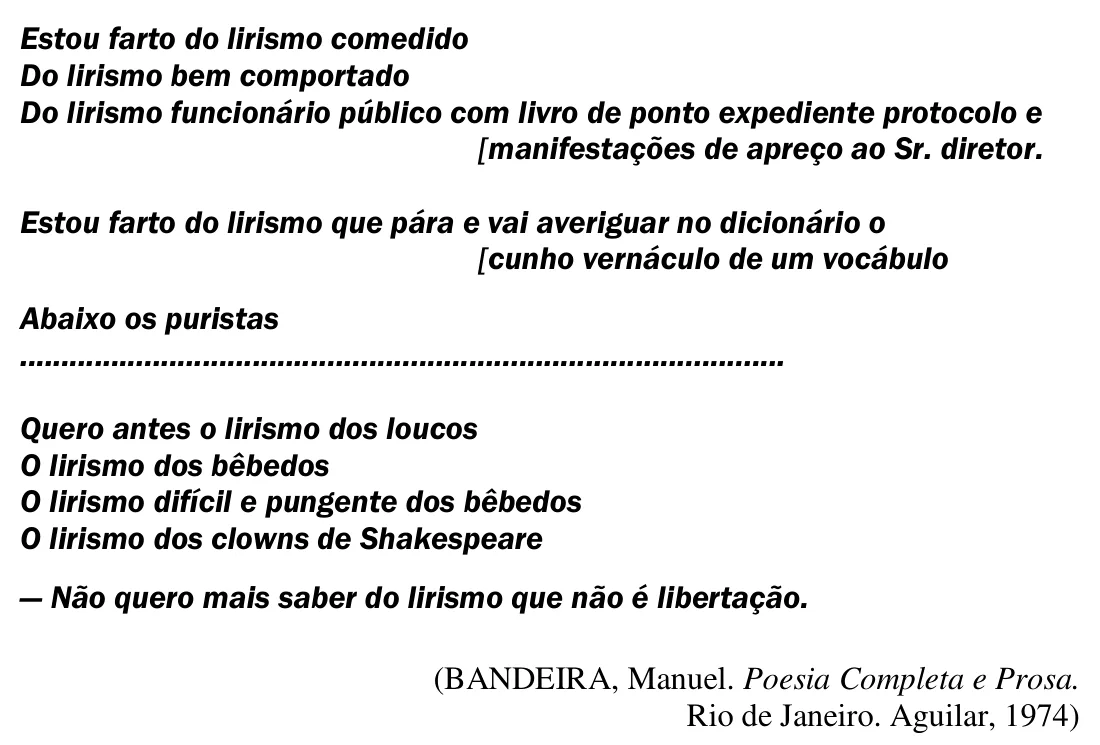 Estou farto do lirismo comedido
Do lirismo bem comportado
Do lirismo funcionário público com livro de ponto expediente protocolo e
[manifestações de apreço ao Sr. diretor.
Estou farto do lirismo que pára e vai averiguar no dicionário o
[cunho vernáculo de um vocábulo
Abaixo os puristas
............................................................................................
Quero antes o lirismo dos loucos
O lirismo dos bêbedos
O lirismo difícil e pungente dos bêbedos
O lirismo dos clowns de Shakespeare
— Não quero mais saber do lirismo que não é libertação.
(BANDEIRA, Manuel. Poesia Completa e Prosa.
Rio de Janeiro. Aguilar, 1974)